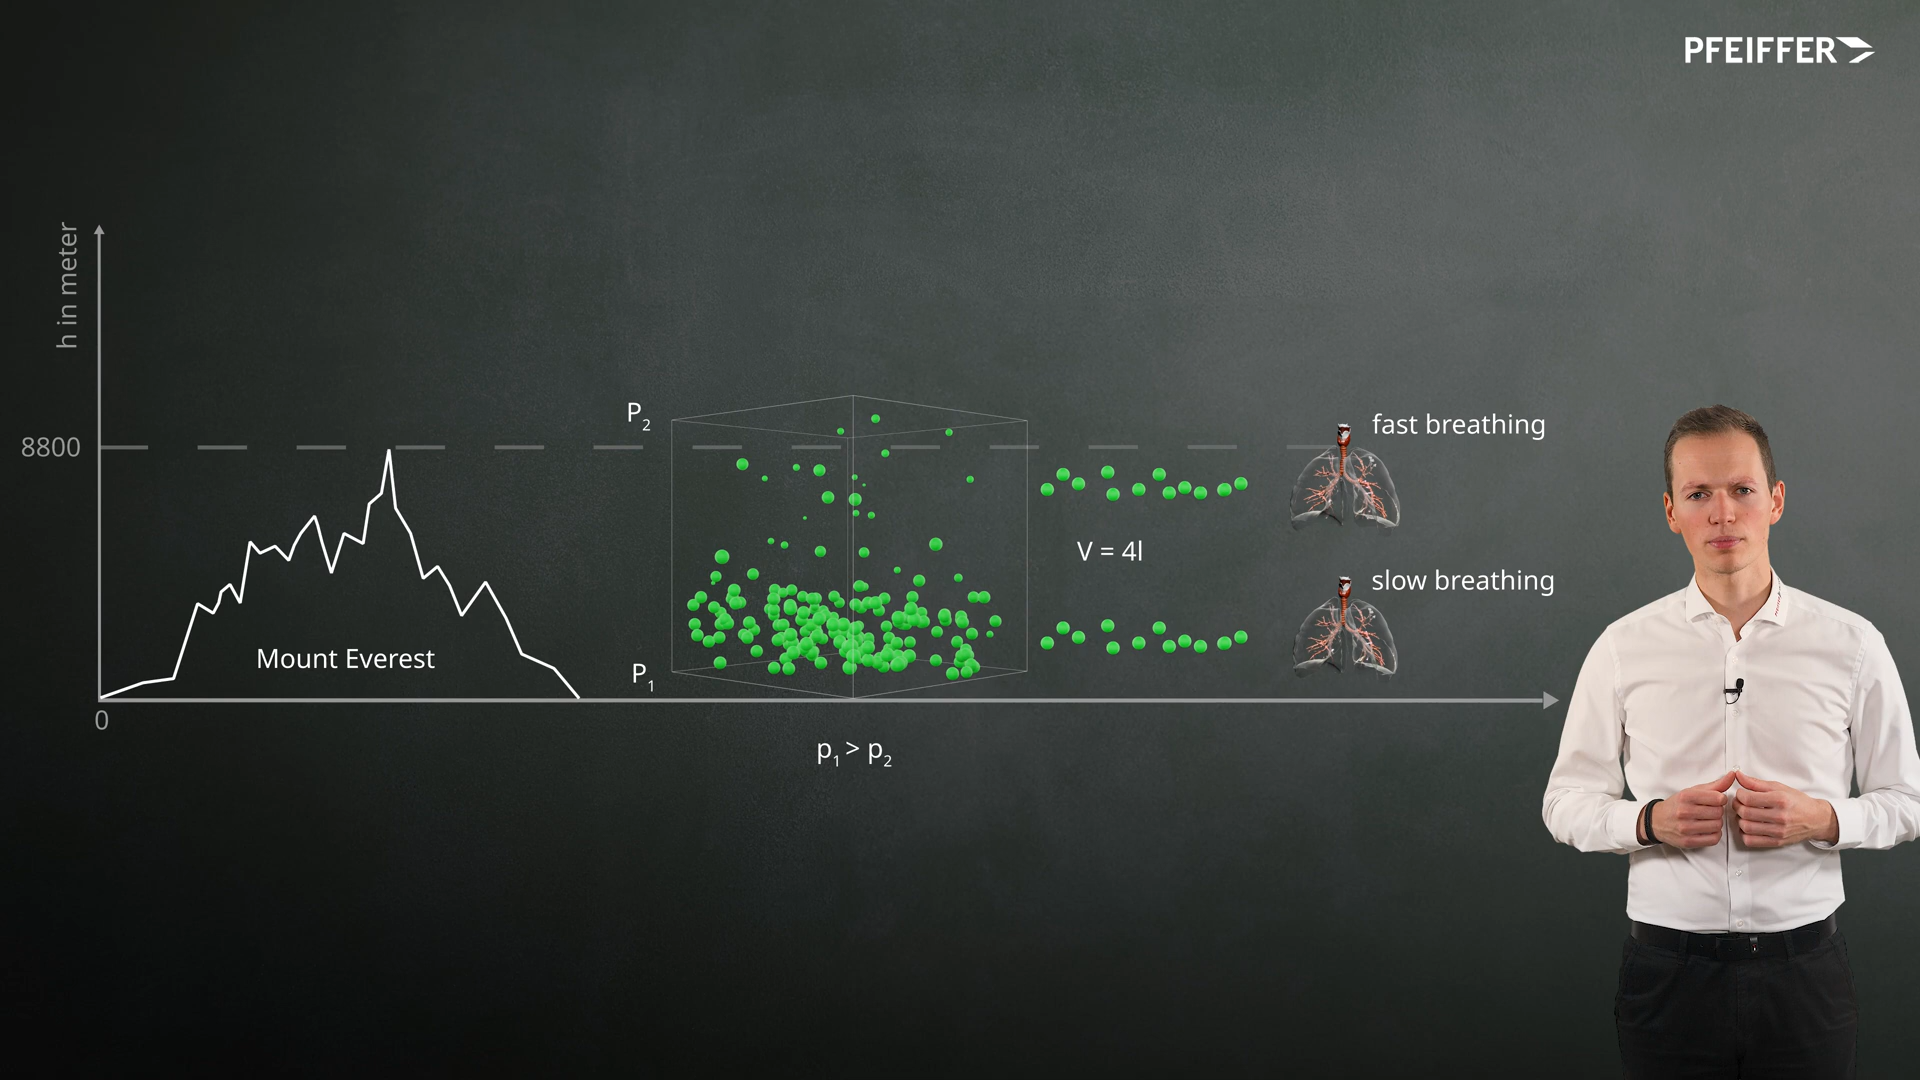 PFEIFFER
h in meter
8800
0
Mount Everest
P2
P1
p1 > p2
V = 4l
fast breathing
slow breathing